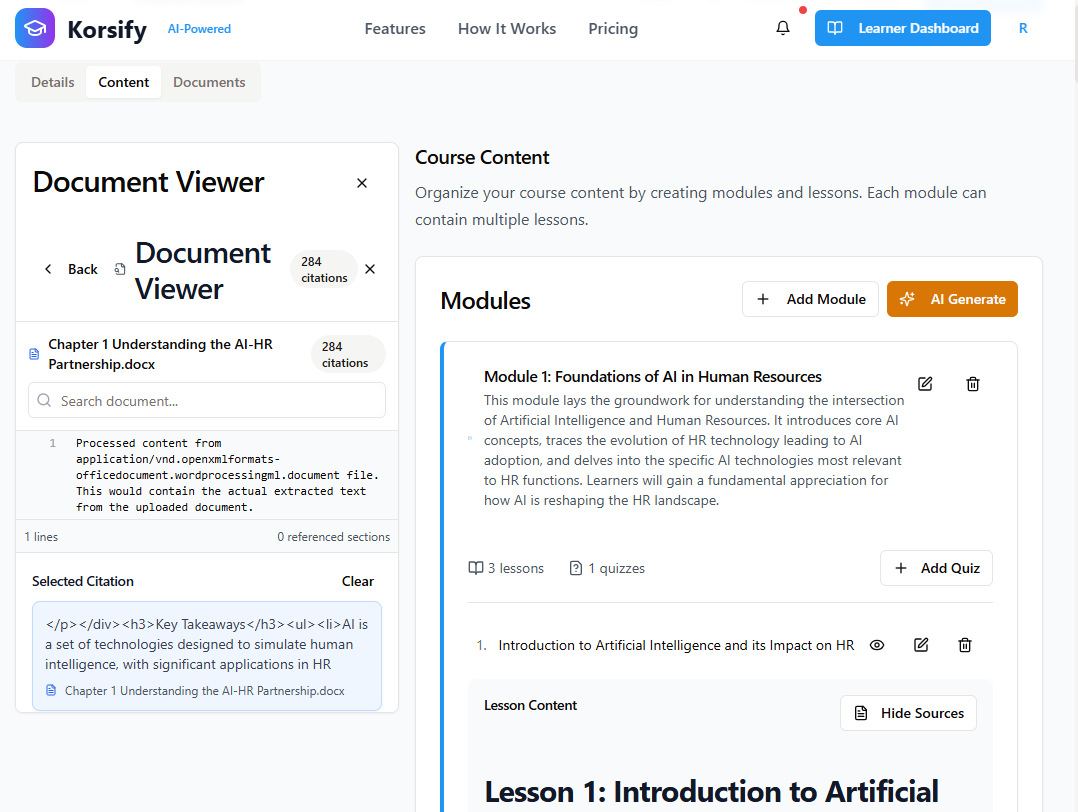 Korsify
AI-Powered
Features
How It Works
Pricing
Learner Dashboard
R
Details
Content
Documents
Document Viewer
Back
Document
Viewer
284
citations
Chapter 1 Understanding the AI-HR
Partnership.docx
284
citations
Search document...
1 Processed content from
application/vnd.openxmlformats-
officedocument.wordprocessingml.document file.
This would contain the actual extracted text
from the uploaded document.
1 lines
0 referenced sections
Selected Citation
Clear
</p></div><h3>Key Takeaways</h3><ul><li>AI is
a set of technologies designed to simulate human
intelligence, with significant applications in HR
Chapter 1 Understanding the AI-HR Partnership.docx
Course Content
Organize your course content by creating modules and lessons. Each module can
contain multiple lessons.
Modules
Add Module
AI Generate
Module 1: Foundations of AI in Human Resources
This module lays the groundwork for understanding the intersection
of Artificial Intelligence and Human Resources. It introduces core AI
concepts, traces the evolution of HR technology leading to AI
adoption, and delves into the specific AI technologies most relevant
to HR functions. Learners will gain a fundamental appreciation for
how AI is reshaping the HR landscape.
3 lessons
1 quizzes
Add Quiz
1. Introduction to Artificial Intelligence and its Impact on HR
Lesson Content
Hide Sources
Lesson 1: Introduction to Artificial